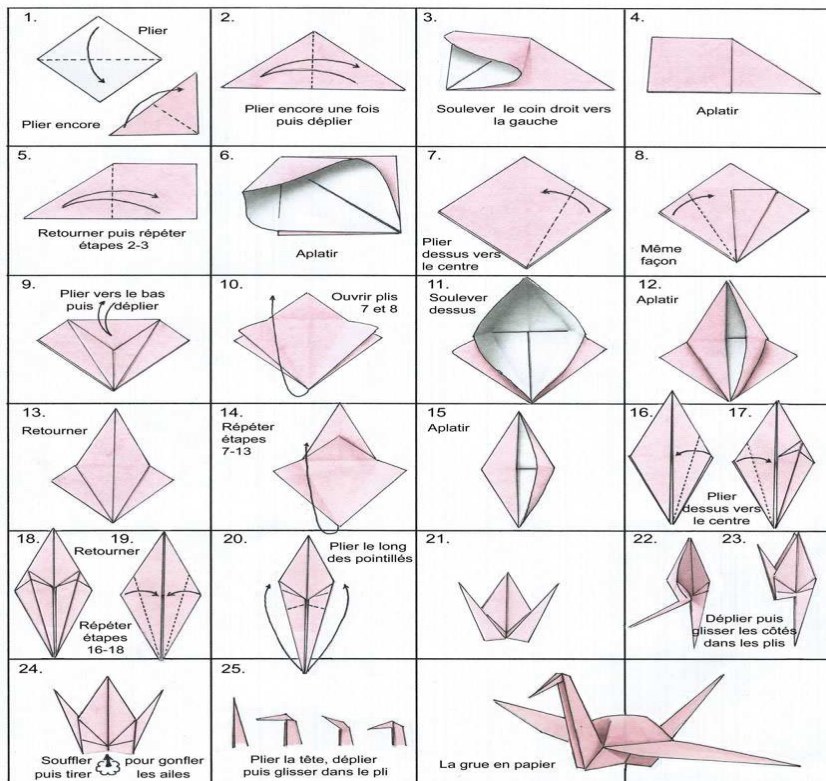 1.
Plier
Plier encore
2.
Plier encore une fois
puis déplier
3.
Soulever le coin droit vers
la gauche
4.
Aplatir
5.
Retourner puis répéter
étapes 2-3
6.
Aplatir
7.
Plier
dessus vers
le centre
8.
Même
façon
9.
Plier vers le bas
puis déplier
10.
Ouvrir plis
7 et 8
11.
Soulever
dessus
12.
Aplatir
13.
Retourner
14.
Répéter
étapes
7-13
15
Aplatir
16.
17.
Plier
dessus vers
le centre
18.
Retourner
19.
Répéter
étapes
16-18
20.
Plier le long
des pointillés
21.
22.
23.
Déplier puis
glisser les côtés
dans les plis
24.
Souffler pour gonfler
puis tirer les ailes
25.
Plier la tête, déplier
puis glisser dans le pli
La grue en papier